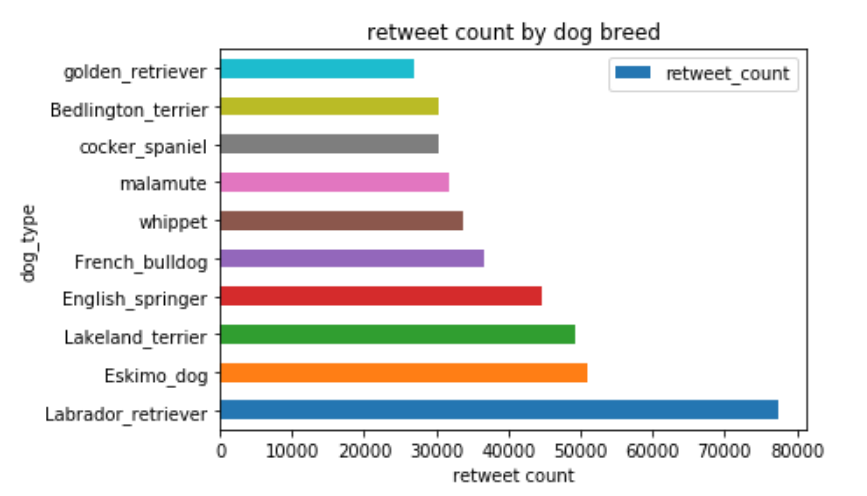 retweet count by dog breed
retweet_count
golden_retriever
Bedlington_terrier
cocker_spaniel
malamute
whippet
French_bulldog
English_springer
Lakeland_terrier
Eskimo_dog
Labrador_retriever
dog_type
0 10000 20000 30000 40000 50000 60000 70000 80000
retweet count